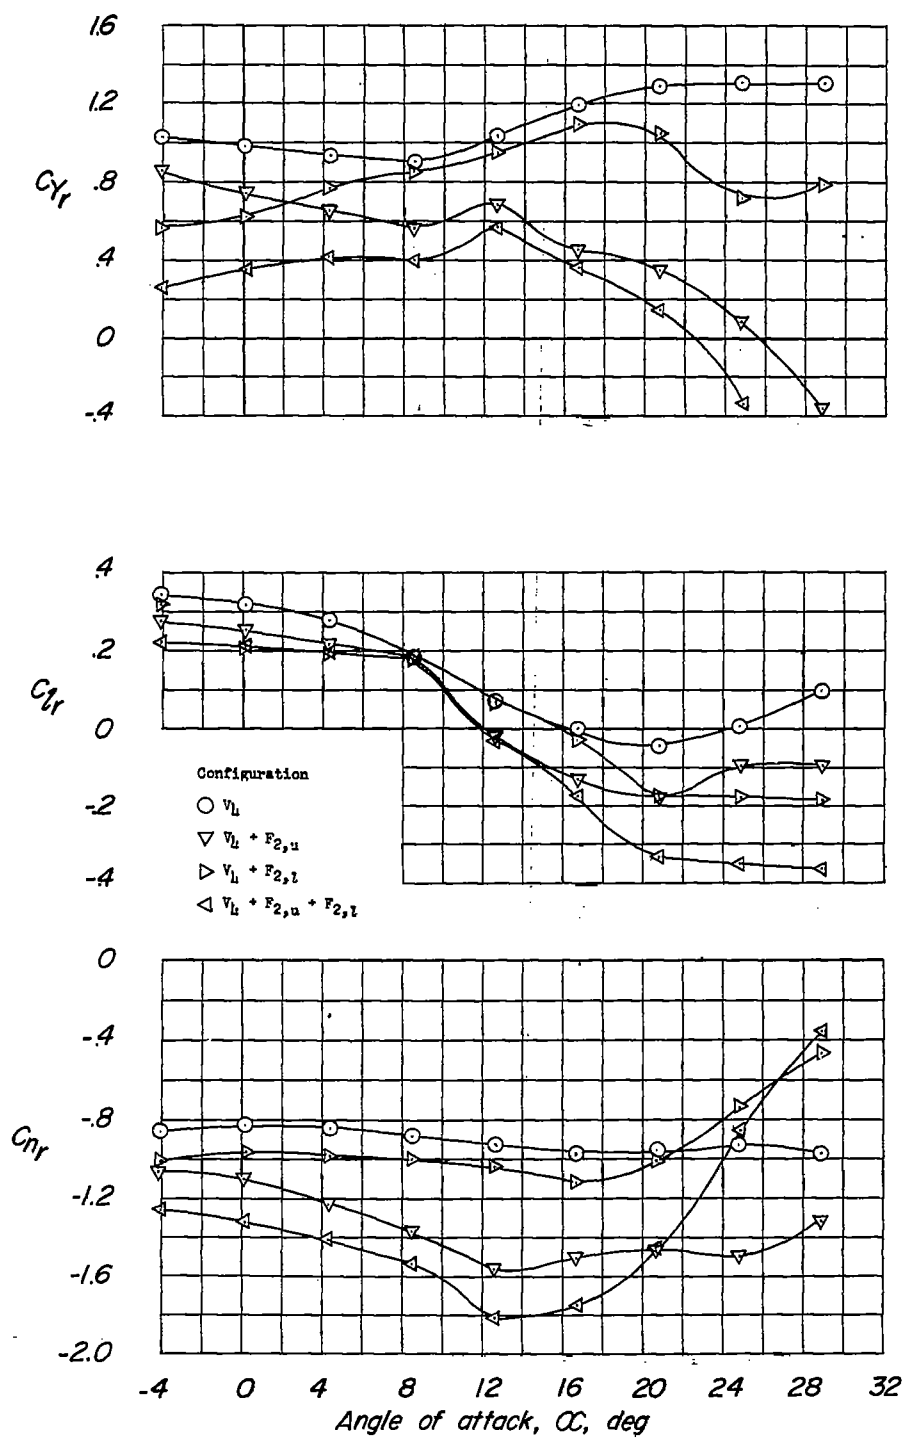 1.6
1.2
.8
.4
0
-.4
CYr
.4
.2
0
-.2
-.4
Clr
Configuration
V4
V4 + F2,u
V4 + F2,l
V4 + F2,u + F2,l
0
-.4
-.8
-1.2
-1.6
-2.0
Cnr
-4 0 4 8 12 16 20 24 28 32
Angle of attack, α, deg